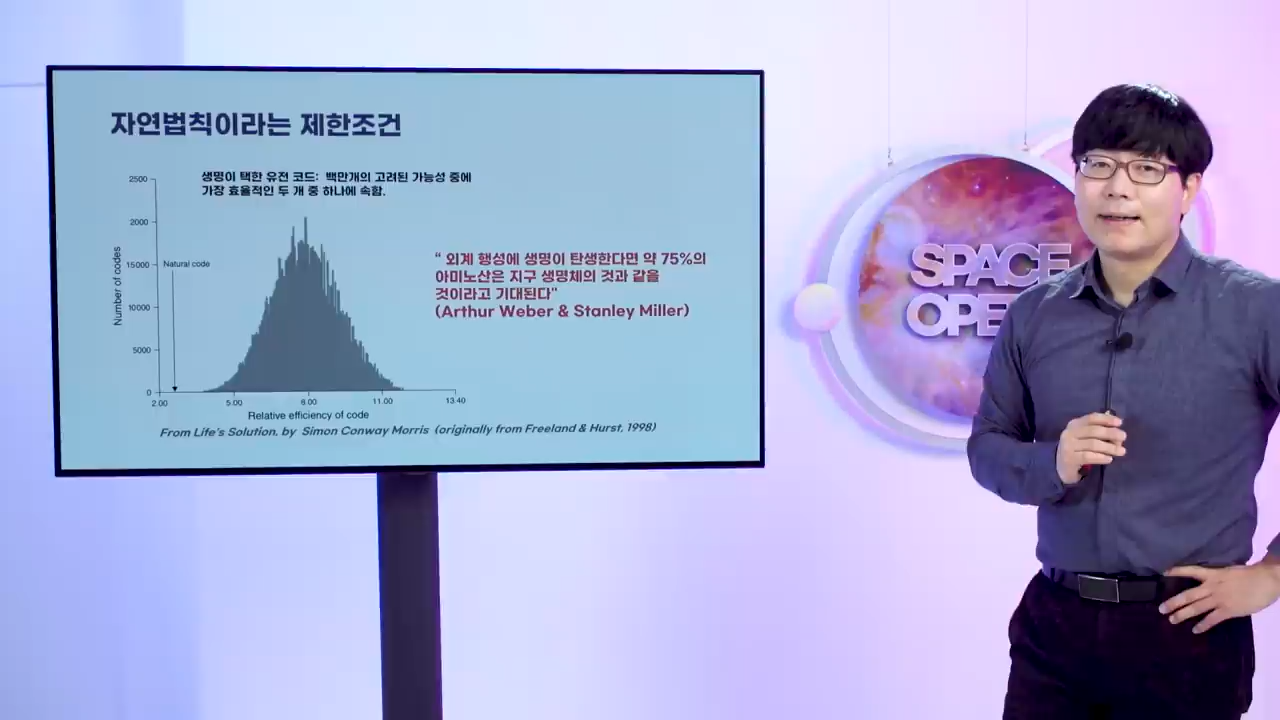 자연법칙이라는 제한조건
생명이 택한 유전 코드: 백만개의 고려된 가능성 중에
가장 효율적인 두 개 중 하나에 속함.
2500
2000
15000
10000
5000
0
Number of codes
Natural code
2.00 5.00 8.00 11.00 13.40
Relative efficiency of code
From Life's Solution, by Simon Conway Morris (originally from Freeland & Hurst, 1998)
“ 외계 행성에 생명이 탄생한다면 약 75%의
아미노산은 지구 생명체의 것과 같을
것이라고 기대된다"
(Arthur Weber & Stanley Miller)
SPACE
OPE